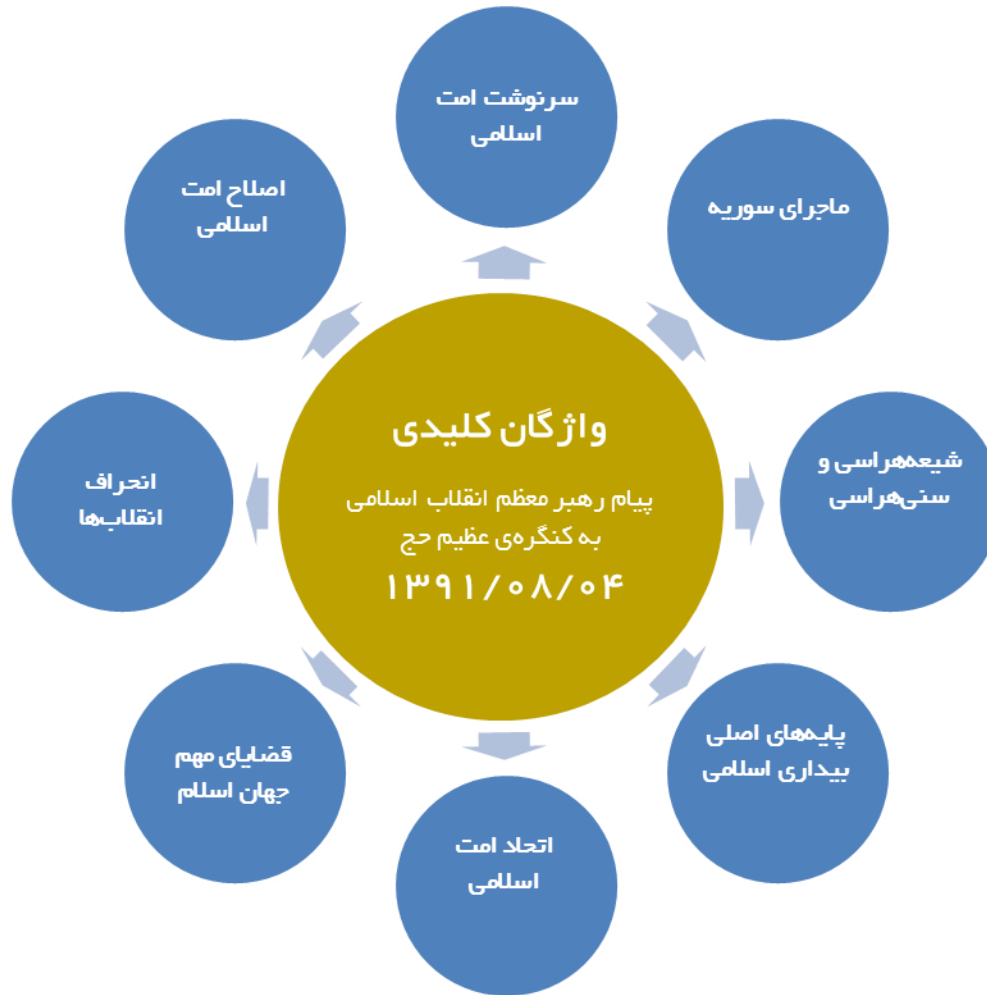 واژگان کلیدی
پیام رهبر معظم انقلاب اسلامی
به کنگره‌ی عظیم حج
۱۳۹۱/۰۸/۰۴
سرنوشت امت
اسلامی
ماجرای سوریه
شیعه‌هراسی و
سنی‌هراسی
پایه‌های اصلی
بیداری اسلامی
اتحاد امت
اسلامی
قضایای مهم
جهان اسلام
انحراف
انقلاب‌ها
اصلاح امت
اسلامی